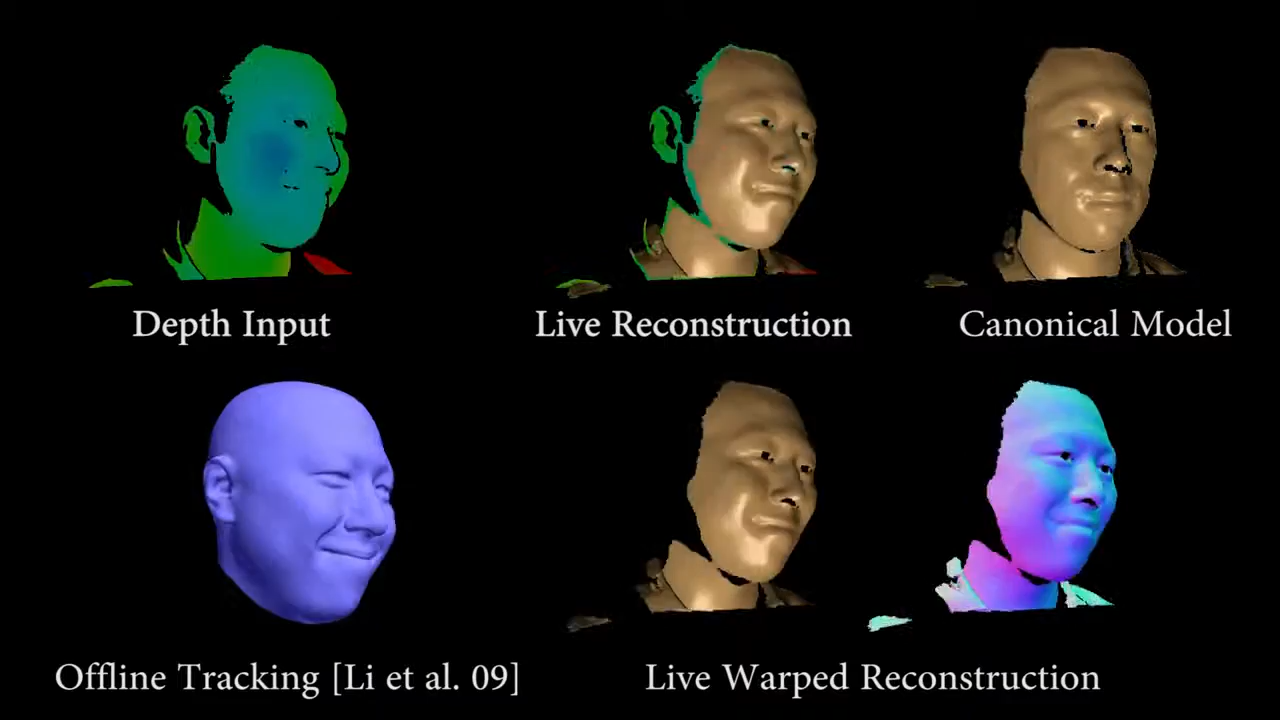 Depth Input
Live Reconstruction
Canonical Model
Offline Tracking [Li et al. 09]
Live Warped Reconstruction